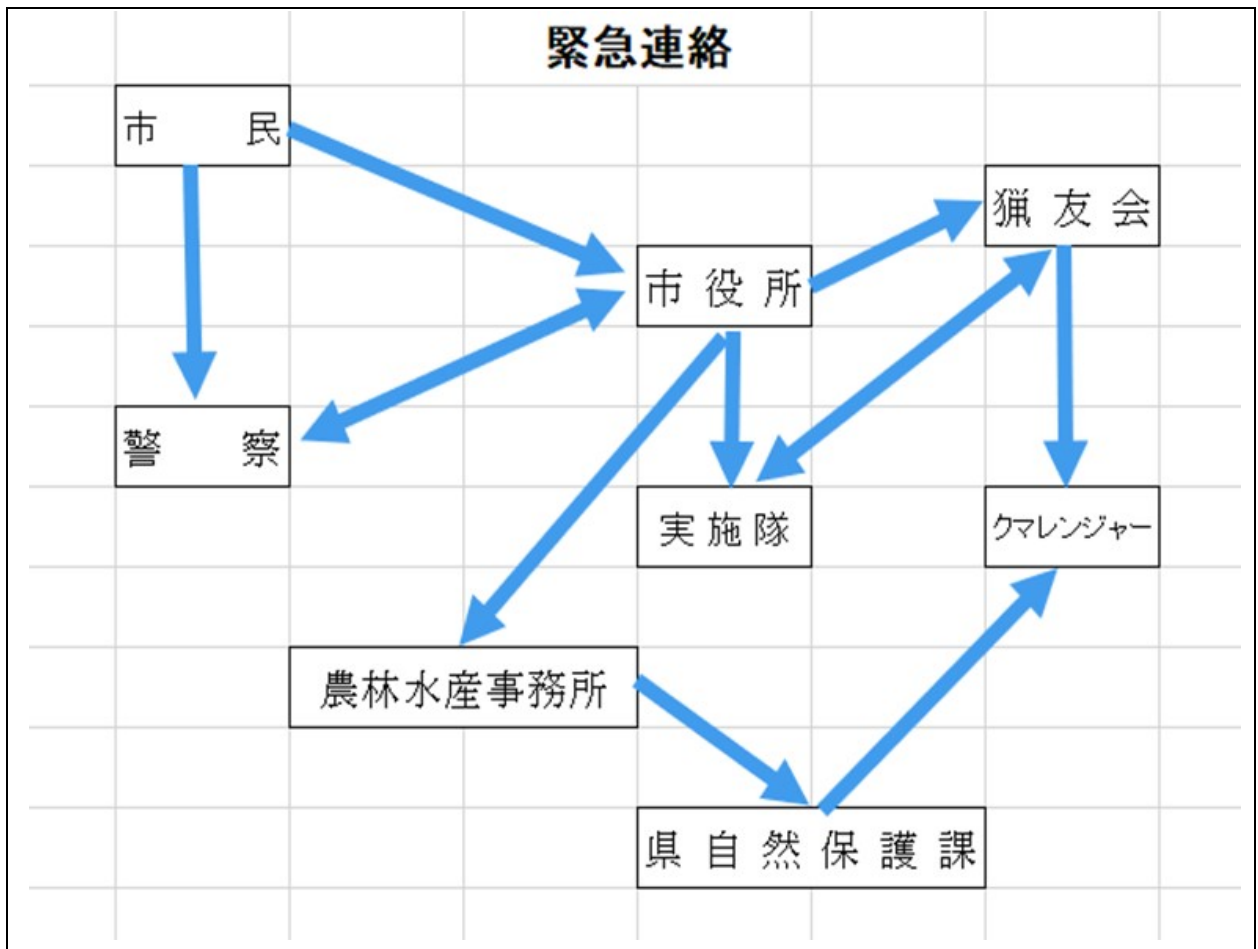 緊急連絡
市　民
猟友会
市役所
警　察
実施隊
クマレンジャー
農林水産事務所
県自然保護課